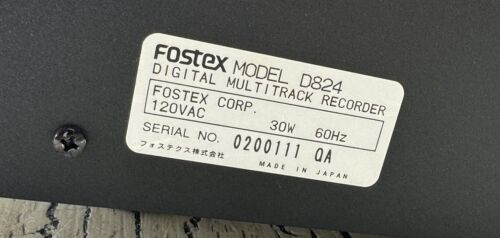 Fostex MODEL D824
DIGITAL MULTITRACK RECORDER
FOSTEX CORP.
120VAC 30W 60Hz
SERIAL NO. 0200111 QA
フォステクス株式会社 MADE IN JAPAN